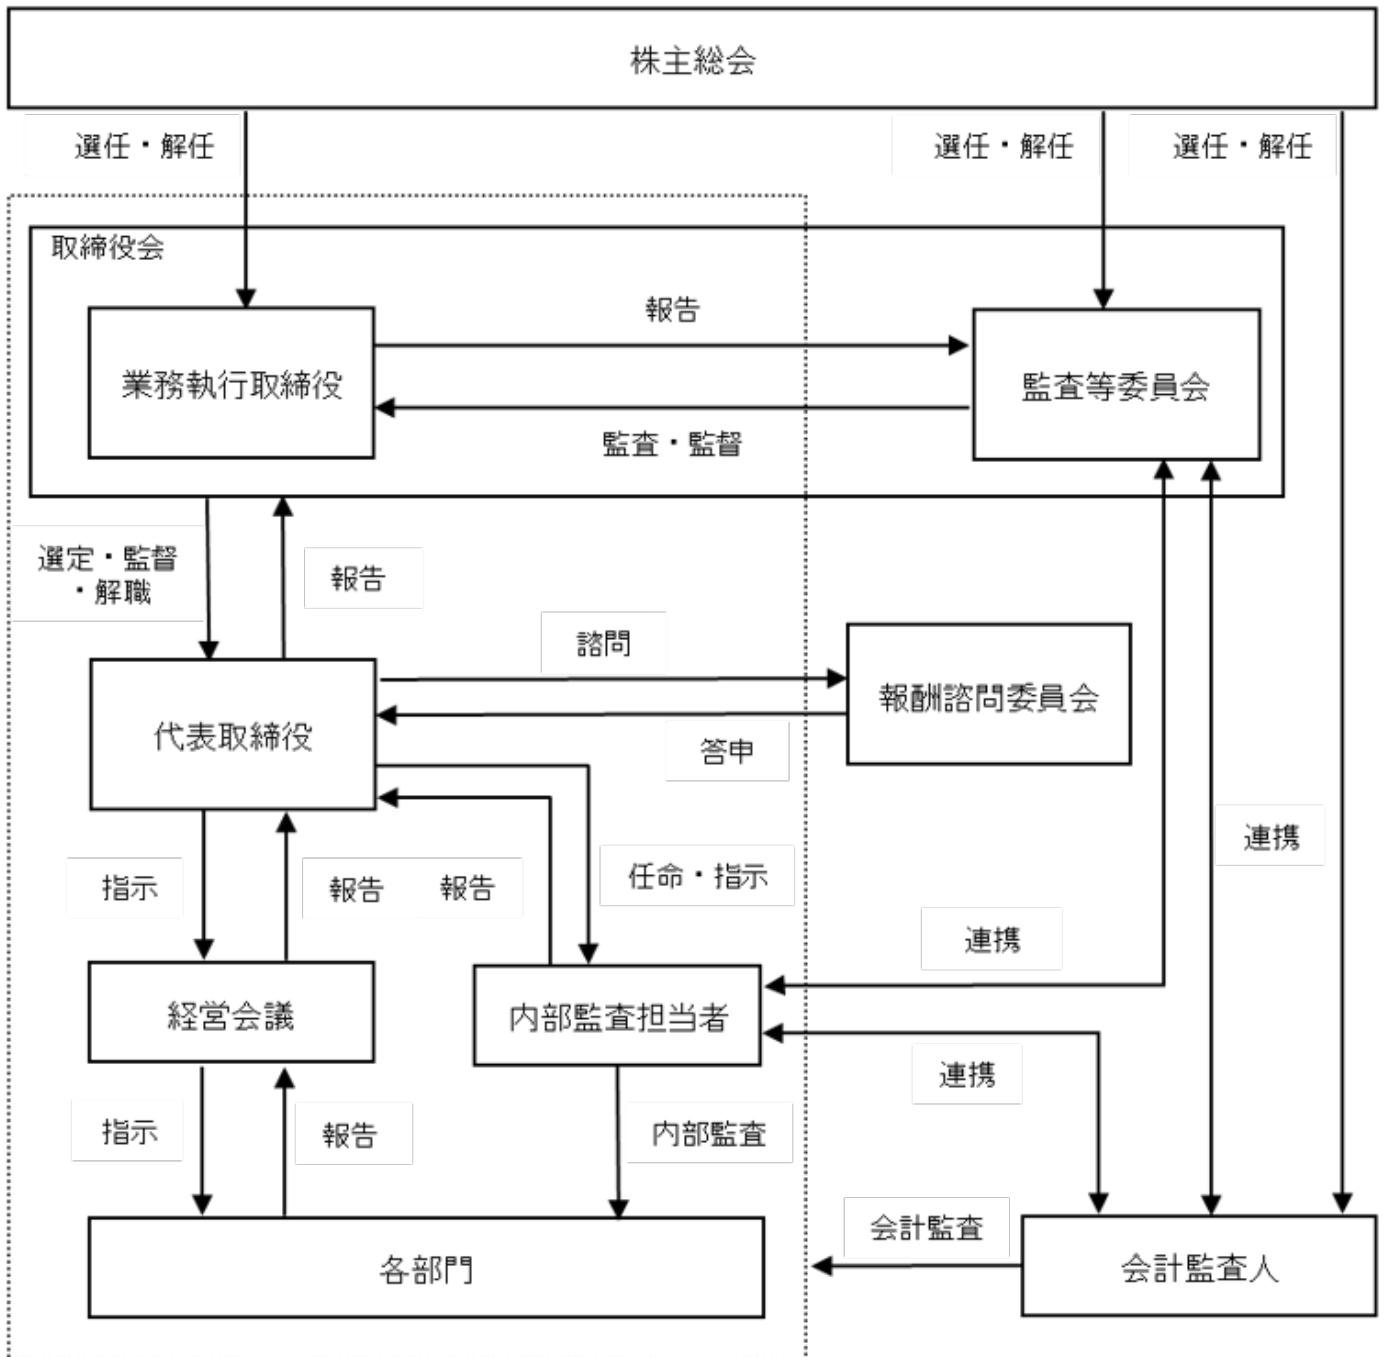 株主総会
選任・解任
選任・解任
選任・解任
取締役会
報告
業務執行取締役
監査等委員会
監査・監督
選定・監督
・解職
報告
諮問
報酬諮問委員会
代表取締役
答申
連携
指示
報告
報告
任命・指示
連携
経営会議
内部監査担当者
連携
指示
報告
内部監査
会計監査
各部門
会計監査人